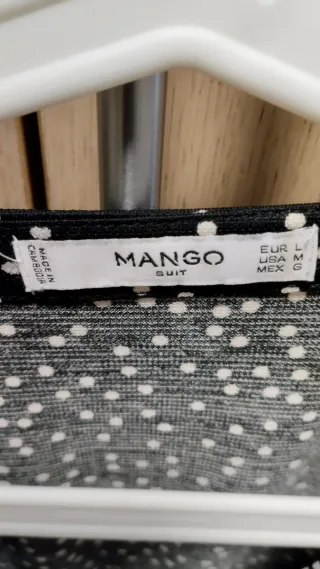 MADE IN
CAMBODIA
MANGO
SUIT
EUR L
USA M
MEX G